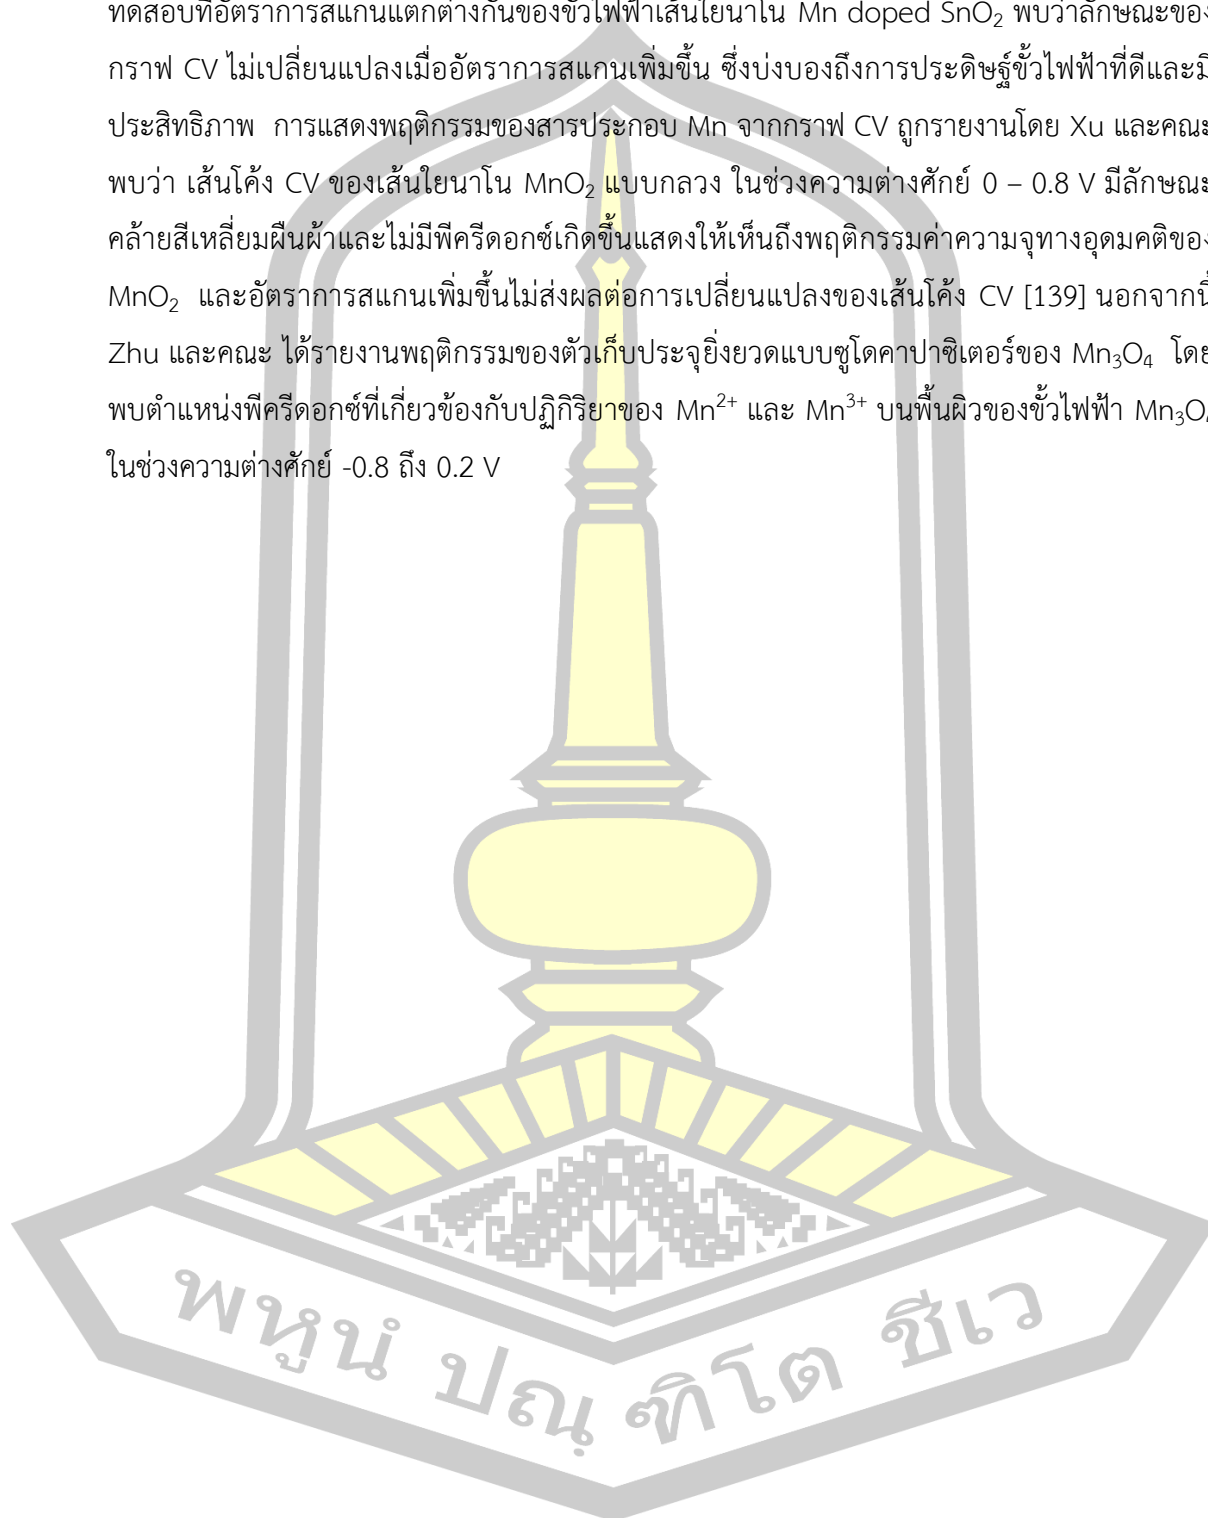 ทดสอบที่อัตราการสแกนแตกต่างกันของขั้วไฟฟ้าเส้นใยนาโน Mn doped SnO₂ พบว่าลักษณะของ
กราฟ CV ไม่เปลี่ยนแปลงเมื่ออัตราการสแกนเพิ่มขึ้น ซึ่งบ่งบองถึงการประดิษฐ์ขั้วไฟฟ้าที่ดีและมี
ประสิทธิภาพ การแสดงพฤติกรรมของสารประกอบ Mn จากกราฟ CV ถูกรายงานโดย Xu และคณะ
พบว่า เส้นโค้ง CV ของเส้นใยนาโน MnO₂ แบบกลวง ในช่วงความต่างศักย์ 0 – 0.8 V มีลักษณะ
คล้ายสีเหลี่ยมผืนผ้าและไม่มีพีครีดอกซ์เกิดขึ้นแสดงให้เห็นถึงพฤติกรรมค่าความจุทางอุดมคติของ
MnO₂ และอัตราการสแกนเพิ่มขึ้นไม่ส่งผลต่อการเปลี่ยนแปลงของเส้นโค้ง CV [139] นอกจากนี้
Zhu และคณะ ได้รายงานพฤติกรรมของตัวเก็บประจุยิ่งยวดแบบซูโดคาปาซิเตอร์ของ Mn₃O₄ โดย
พบตำแหน่งพีครีดอกซ์ที่เกี่ยวข้องกับปฏิกิริยาของ Mn²⁺ และ Mn³⁺ บนพื้นผิวของขั้วไฟฟ้า Mn₃O₄
ในช่วงความต่างศักย์ -0.8 ถึง 0.2 V
พหูนํ ปณฺฑิโต ชีเว